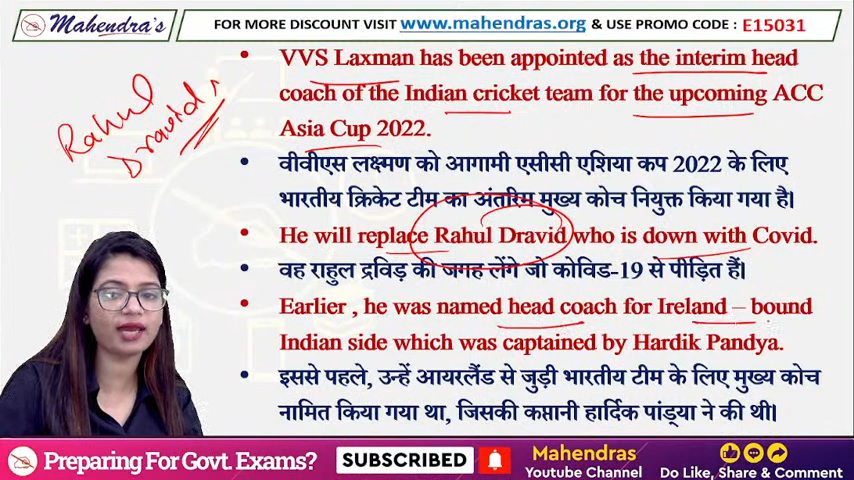 Mahendra's
FOR MORE DISCOUNT VISIT www.mahendras.org & USE PROMO CODE : E15031
Rahul
Dravid
• VVS Laxman has been appointed as the interim head
coach of the Indian cricket team for the upcoming ACC
Asia Cup 2022.
• वीवीएस लक्ष्मण को आगामी एसीसी एशिया कप 2022 के लिए
भारतीय क्रिकेट टीम का अंतरिम मुख्य कोच नियुक्त किया गया है।
• He will replace Rahul Dravid who is down with Covid.
• वह राहुल द्रविड़ की जगह लेंगे जो कोविड-19 से पीड़ित हैं।
• Earlier , he was named head coach for Ireland – bound
Indian side which was captained by Hardik Pandya.
• इससे पहले, उन्हें आयरलैंड से जुड़ी भारतीय टीम के लिए मुख्य कोच
नामित किया गया था, जिसकी कप्तानी हार्दिक पांड्या ने की थी।
Preparing For Govt. Exams?
SUBSCRIBED
Mahendras
YouTube Channel
Do Like, Share & Comment